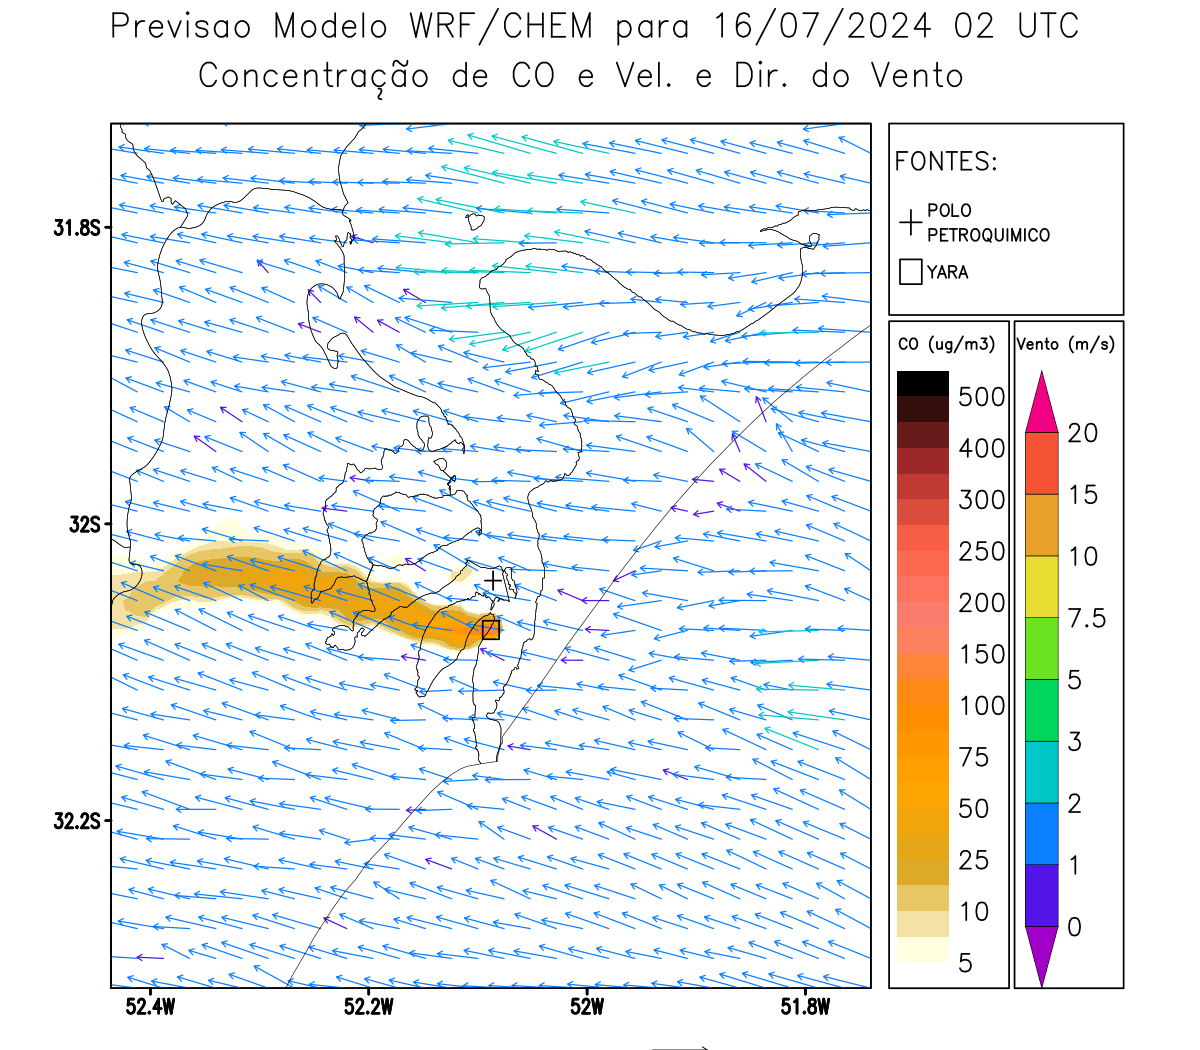 Previsao Modelo WRF/CHEM para 16/07/2024 02 UTC
Concentração de CO e Vel. e Dir. do Vento
FONTES:
POLO
PETROQUIMICO
YARA
31.8S
32S
32.2S
52.4W
52.2W
52W
51.8W
CO (ug/m3)
500
400
300
250
200
150
100
75
50
25
10
5
Vento (m/s)
20
15
10
7.5
5
3
2
1
0